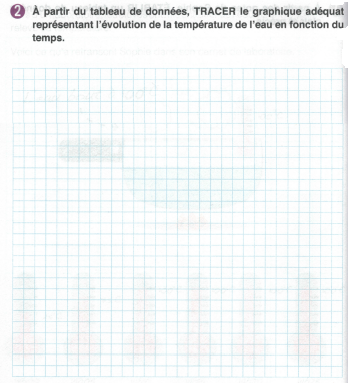 2 À partir du tableau de données, TRACER le graphique adéquat
représentant l'évolution de la température de l'eau en fonction du
temps.